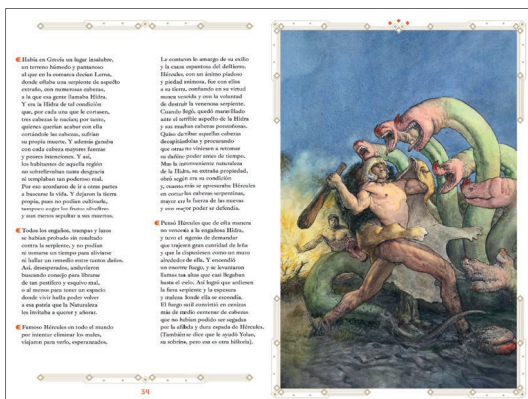 Había en Grecia un lugar insalubre,
un terreno húmedo y pantanoso
al que en la comarca decían Lerna,
donde estaba una serpiente de aspecto
extraño, con numerosas cabezas,
a la que esa gente llamaba Hidra.
Y era la Hidra de tal condición
que, por cada una que le cortasen,
tres cabezas le nacían; por tanto,
quienes querían acabar con ella
cortándole las cabezas, sufrían
su propia muerte. Y además ganaba
con cada cabeza mayores fuerzas
y peores intenciones. Y así,
los habitantes de aquella región
no sobrellevaban tanta desgracia
ni templaban tan poderoso mal.
Por eso acordaron de ir a otras partes
a buscarse la vida. Y dejaron la tierra
propia, pues no podían cultivarla,
tampoco coger los frutos silvestres
y aun menos sepultar a sus muertos.
Todos los engaños, trampas y lazos
se habían probado sin resultado
contra la serpiente, y no podían
ni tomarse un tiempo para aliviarse
ni hallar un remedio entre tantos daños.
Así, desesperados, anduvieron
buscando consejo para librarse
de tan pestífero y esquivo mal,
o al menos para tener un espacio
donde vivir hasta poder volver
a esa patria que la Naturaleza
les invitaba a querer y añorar.
Famoso Hércules en todo el mundo
por intentar eliminar los males,
viajaron para verlo, esperanzados.
Le contaron lo amargo de su exilio
y la causa espantosa del destierro.
Hércules, con un ánimo piadoso
y piedad animosa, fue con ellos
a su tierra, confiando en su virtud
nunca vencida y con la voluntad
de destruir la venenosa serpiente.
Cuando llegó, quedó maravillado
ante el terrible aspecto de la Hidra
y sus muchas cabezas ponzoñosas.
Quiso derribar aquellas cabezas
decapitándolas y procurando
que otras no viniesen a retomar
su dañino poder antes de tiempo.
Mas la inconveniente naturaleza
de la Hidra, su extraña propiedad,
obró según era su condición
y, cuanto más se apresuraba Hércules
en cortar las cabezas serpentinas,
mayor era la fuerza de las nuevas
y con mayor poder se defendía.
Pensó Hércules que de esta manera
no vencería a la engañosa Hidra,
y tuvo el ingenio de demandar
que trajesen gran cantidad de leña
y que la dispusiesen como un muro
alrededor de ella. Y encendió
un enorme fuego, y se levantaron
llamas tan altas que casi llegaban
hasta el cielo. Así logró que ardiesen
la fiera serpiente y la espesura
y maleza donde ella se escondía.
El fuego sutil convirtió en cenizas
más de medio centenar de cabezas
que no habían podido ser segadas
por la afilada y dura espada de Hércules.
(También se dice que le ayudó Yolao,
su sobrino, pero esa es otra historia).
34